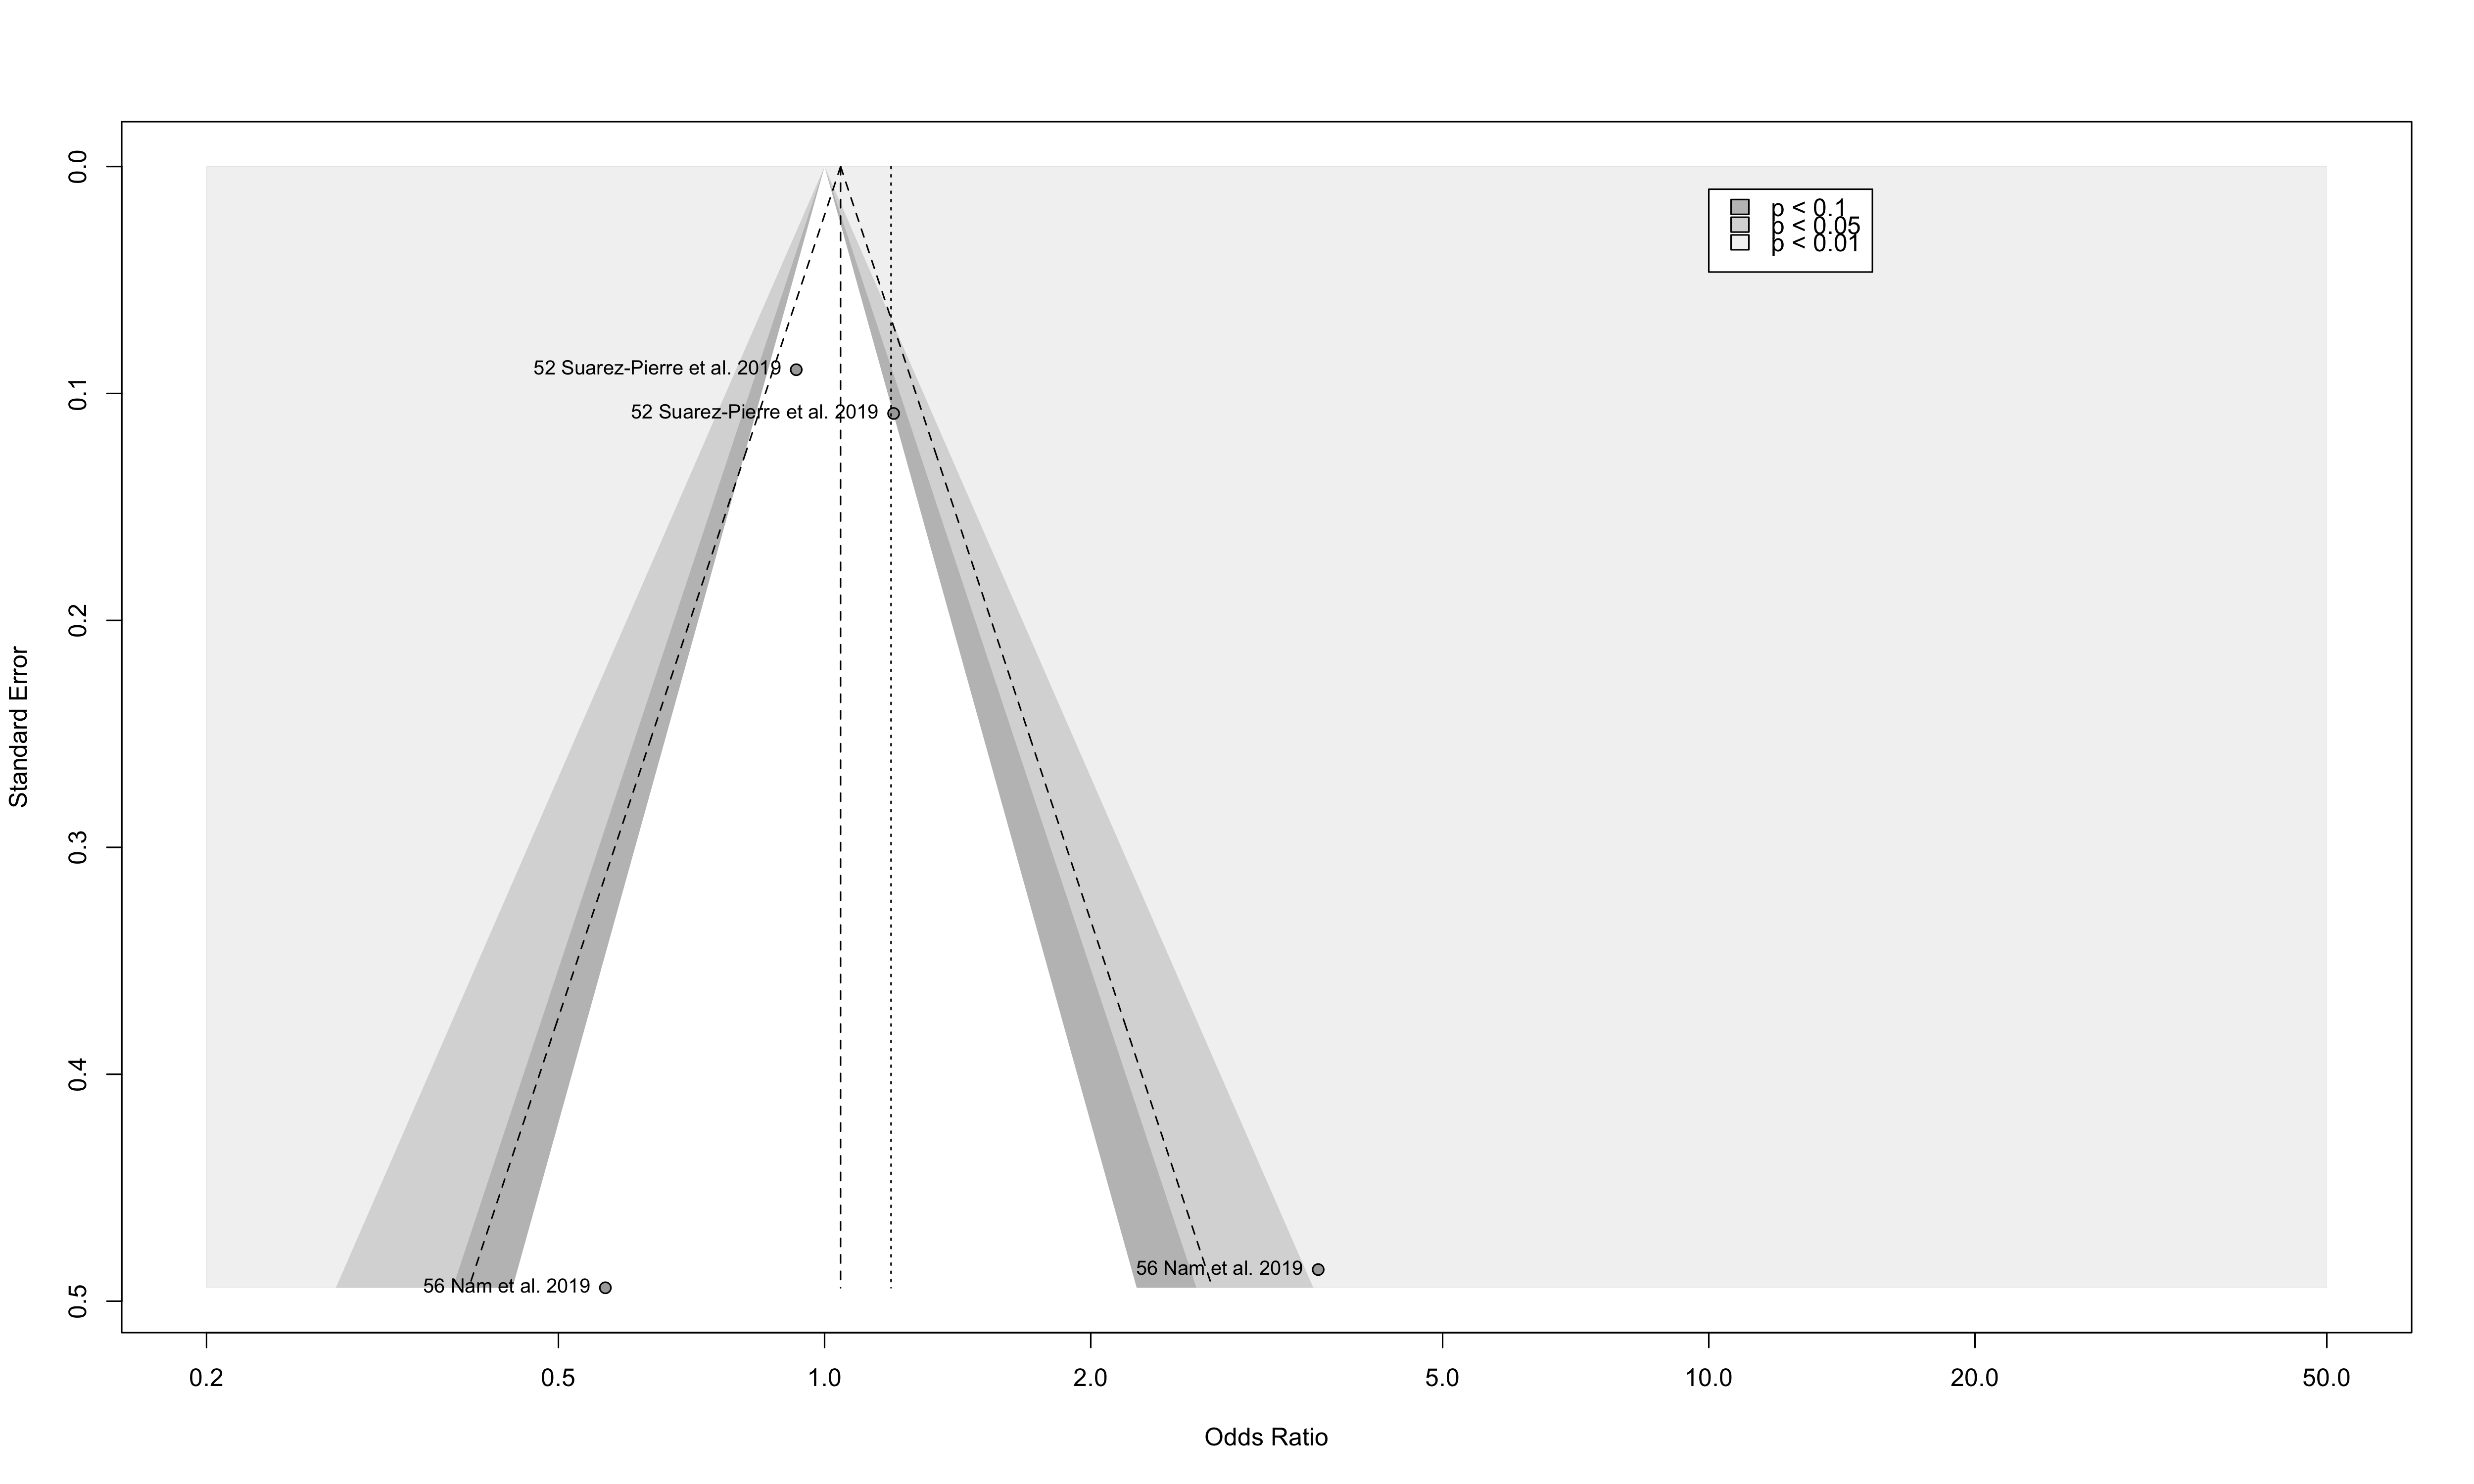 0.0
p < 0.1
p < 0.05
p < 0.01
52 Suarez-Pierre et al. 2019
0.1
52 Suarez-Pierre et al. 2019
0.2
Standard Error
0.3
0.4
56 Nam et al. 2019
56 Nam et al. 2019
0.5
0.2 0.5 1.0 2.0 5.0 10.0 20.0 50.0
Odds Ratio